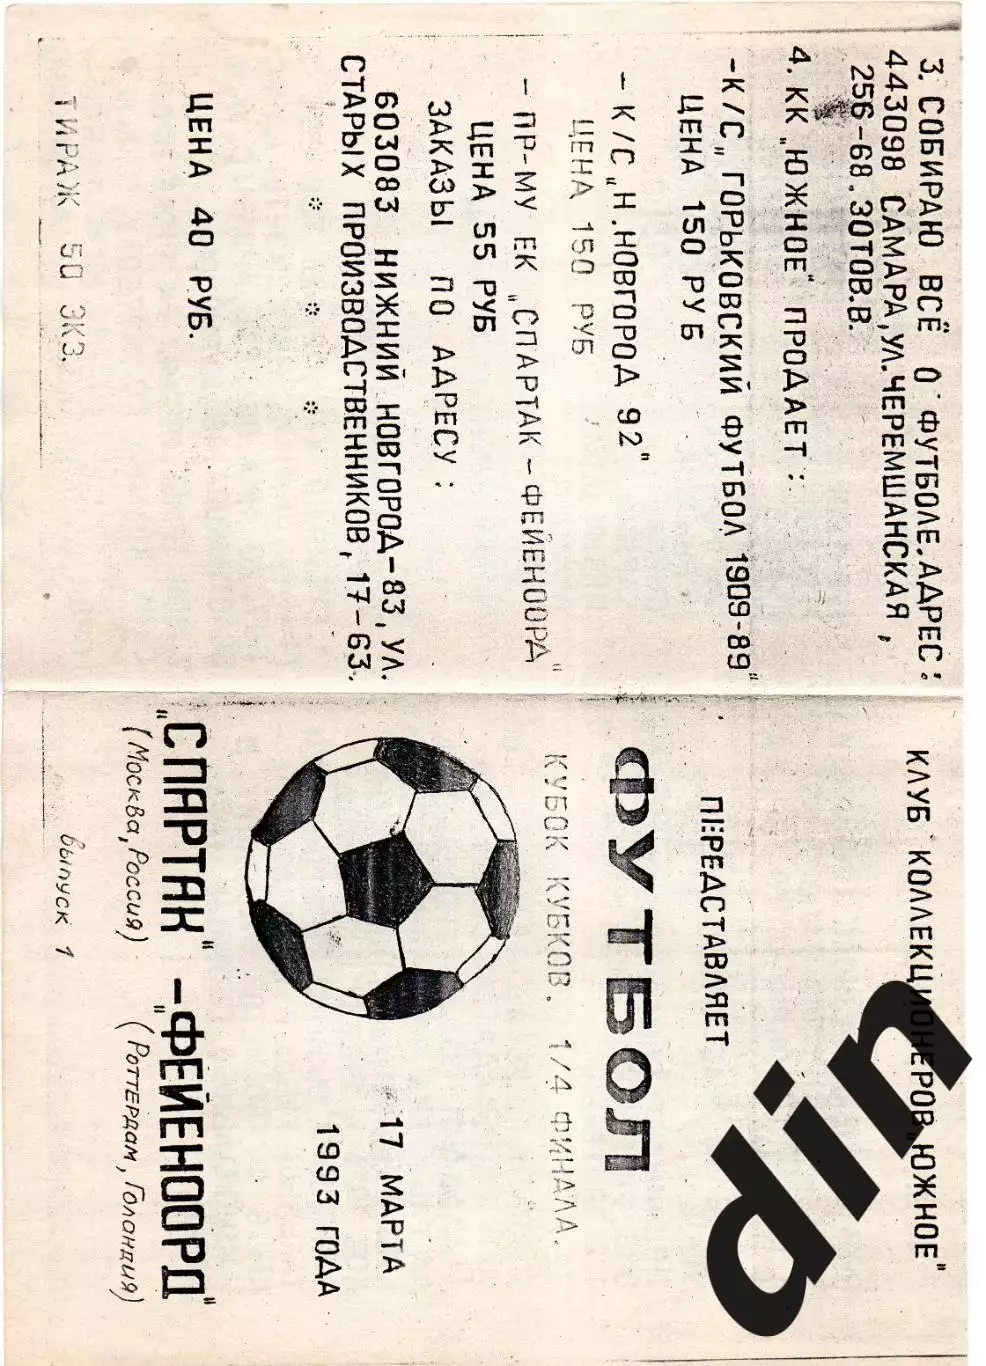 3. СОБИРАЮ ВСЁ О ФУТБОЛЕ. АДРЕС:
443098 САМАРА, УЛ. ЧЕРЕМШАНСКАЯ,
256-68. ЗОТОВ.В.
4. КК „ЮЖНОЕ" ПРОДАЕТ:
-К/С „ГОРЬКОВСКИЙ ФУТБОЛ 1909-89"
ЦЕНА 150 РУБ
- К/С „Н.НОВГОРОД 92"
ЦЕНА 150 РУБ
- ПР-МУ ЕК „СПАРТАК-ФЕЙЕНООРД"
ЦЕНА 55 РУБ
ЗАКАЗЫ ПО АДРЕСУ:
603083 НИЖНИЙ НОВГОРОД-83, УЛ.
СТАРЫХ ПРОИЗВОДСТВЕННИКОВ, 17-63.
* * *
ЦЕНА 40 РУБ.
ТИРАЖ 50 ЭКЗ.
КЛУБ КОЛЛЕКЦИОНЕРОВ „ЮЖНОЕ"
ПЕРЕДСТАВЛЯЕТ
ФУТБОЛ
КУБОК КУБКОВ. 1/4 ФИНАЛА.
17 МАРТА
1993 ГОДА
"СПАРТАК" - „ФЕЙЕНООРД"
(Москва, Россия) (Роттердам, Голандия)
выпуск 1
din